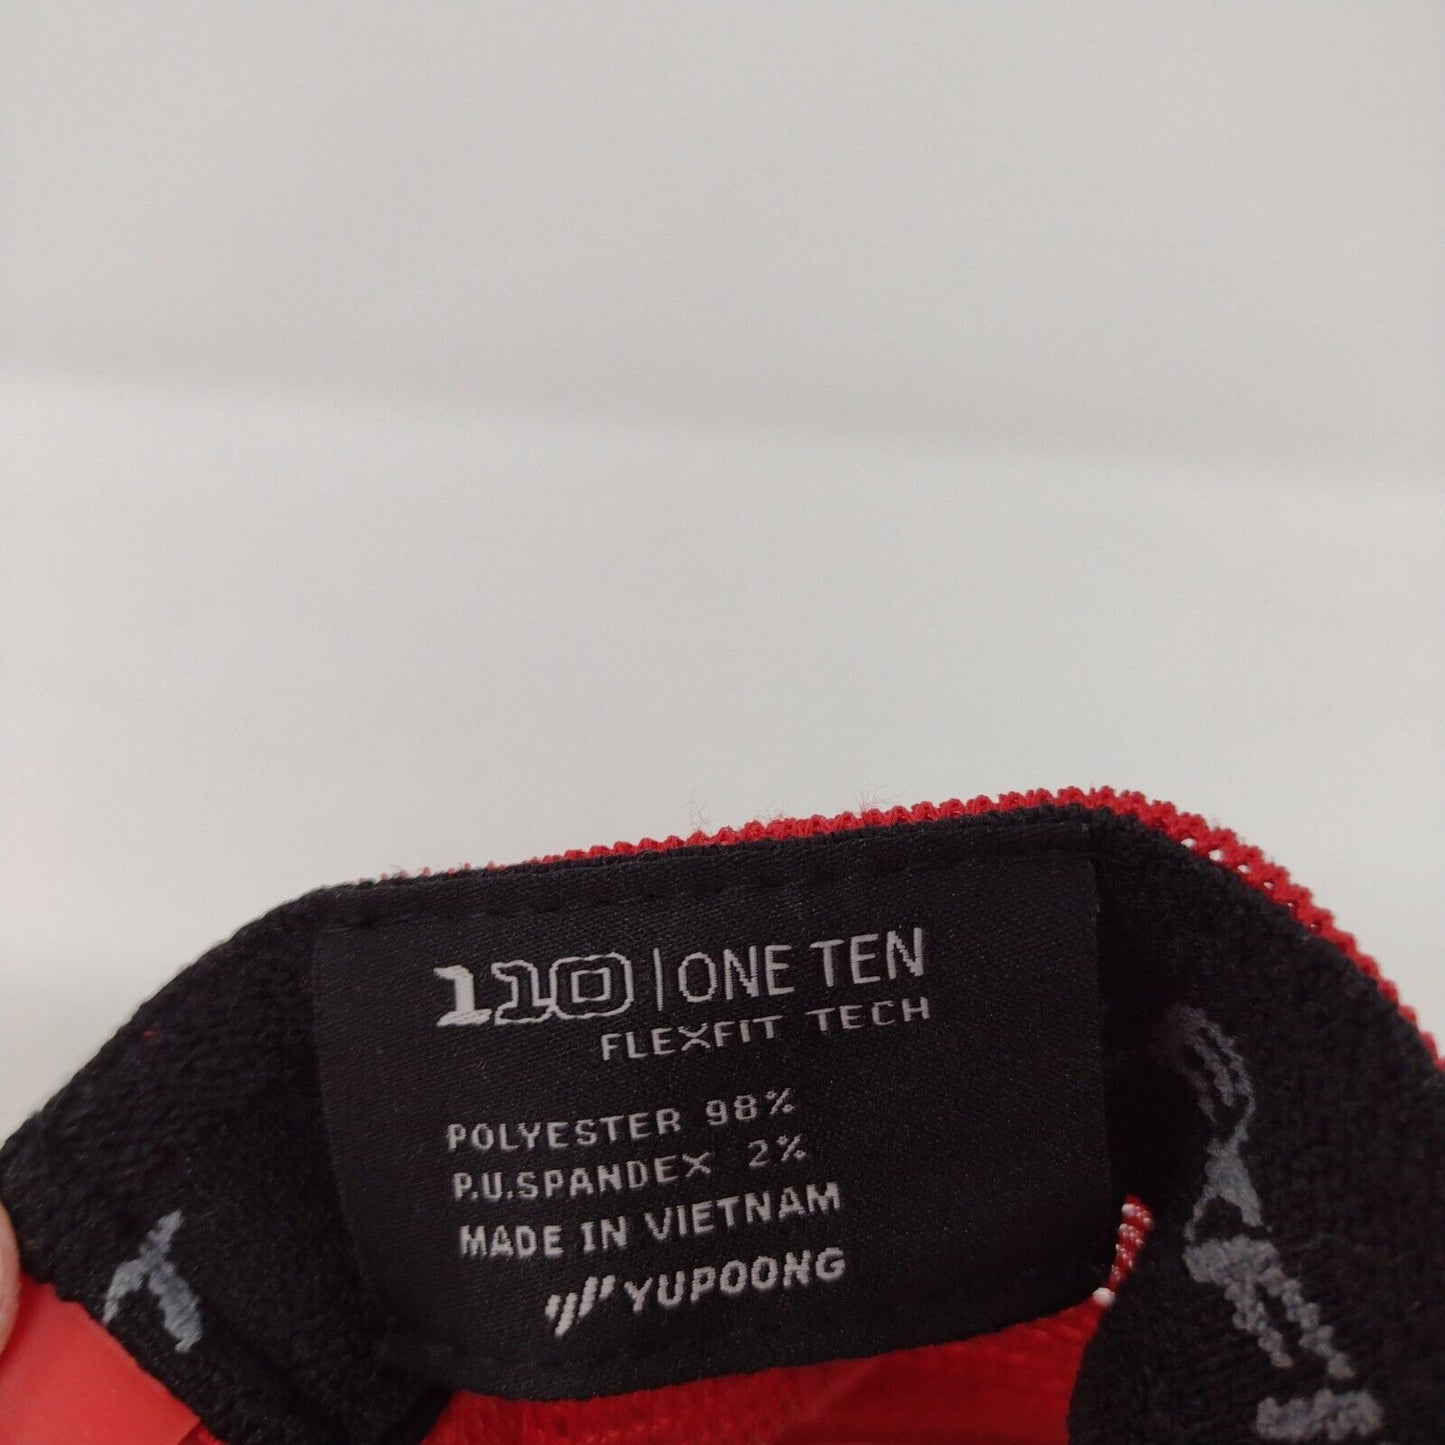 110 | ONE TEN
FLEXFIT TECH
POLYESTER 98%
P.U.SPANDEX 2%
MADE IN VIETNAM
YUPOONG